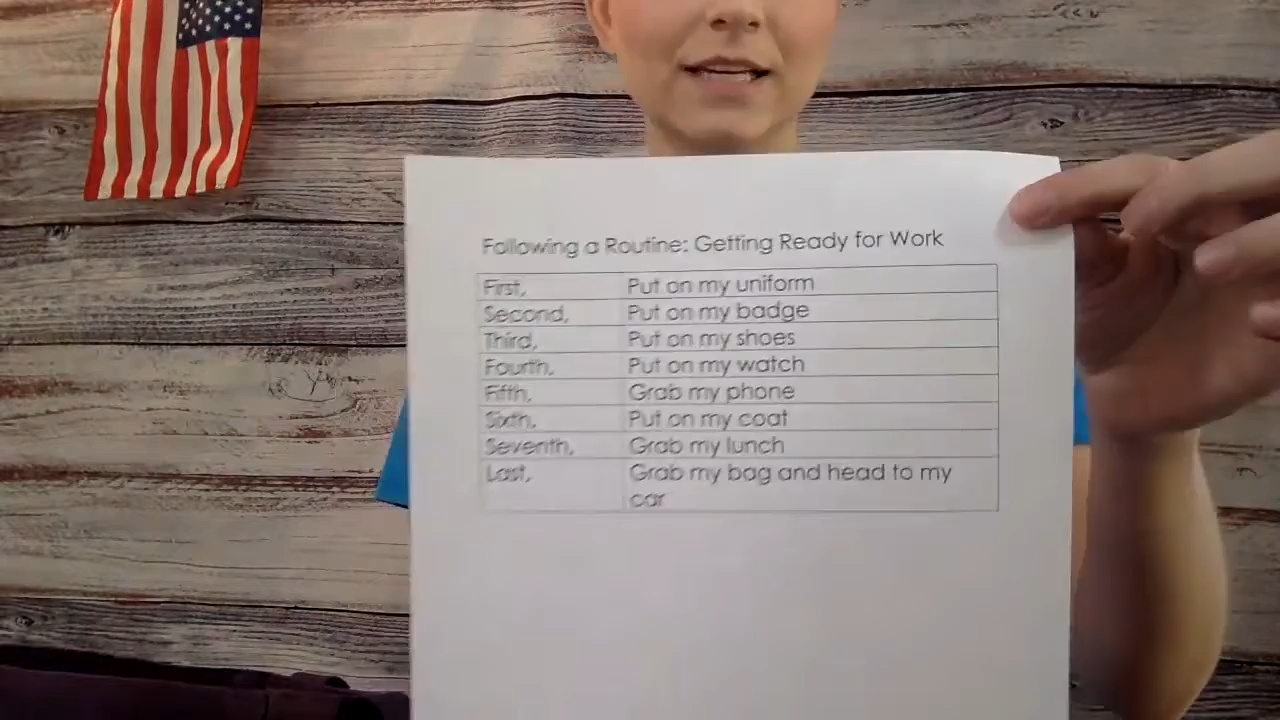 Following a Routine: Getting Ready for Work
First, Put on my uniform
Second, Put on my badge
Third, Put on my shoes
Fourth, Put on my watch
Fifth, Grab my phone
Sixth, Put on my coat
Seventh, Grab my lunch
Last, Grab my bag and head to my
car